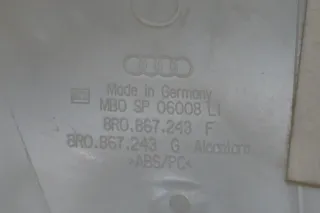 Made in Germany
MBO SP 06008 LI
8R0.867.243 F
8R0.867.243 G Alcantara
>ABS/PC<